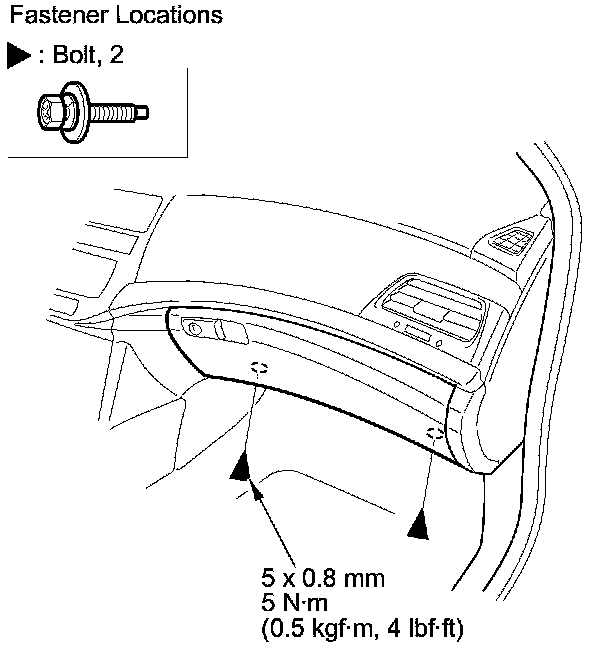 Fastener Locations
▶ : Bolt, 2
5 x 0.8 mm
5 N·m
(0.5 kgf·m, 4 lbf·ft)